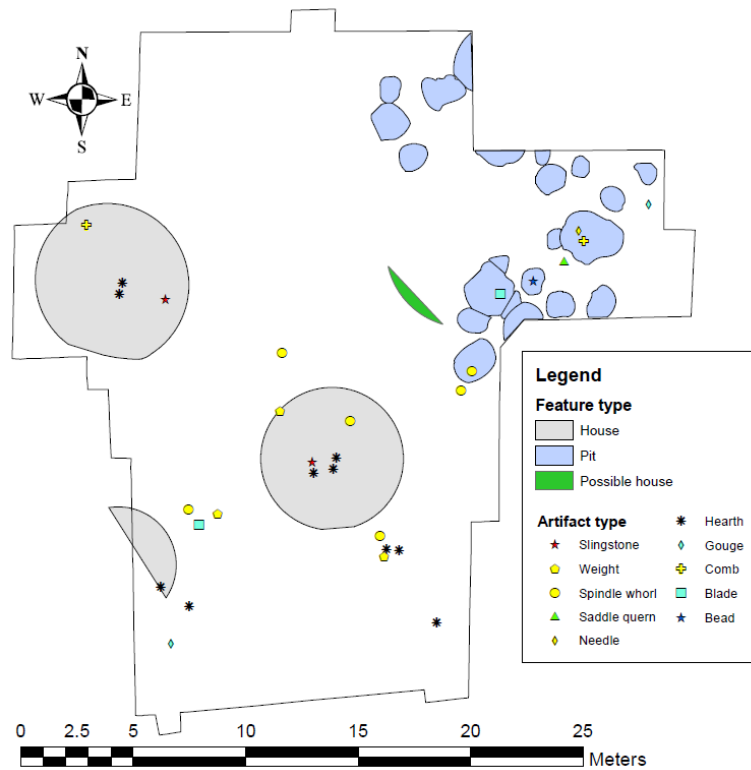 N
W E
S
Legend
Feature type
House
Pit
Possible house
Artifact type
Slingstone
Weight
Spindle whorl
Saddle quern
Needle
Hearth
Gouge
Comb
Blade
Bead
0 2.5 5 10 15 20 25
Meters